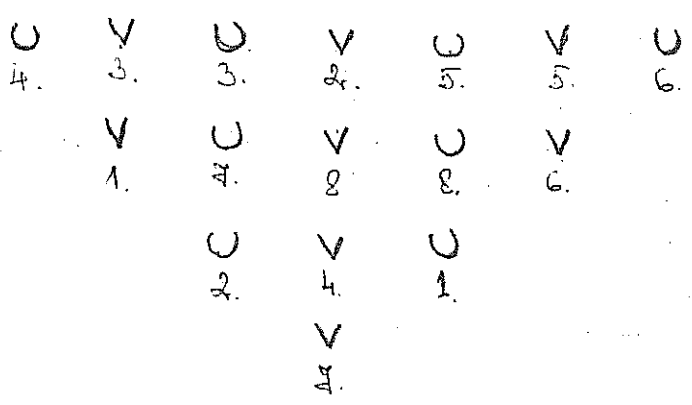 U V U V U V U
4. 3. 3. 2. 5. 5. 6.
V U V U V
1. 7. 8 8. 6.
U V U
2. 4. 1.
V
7.